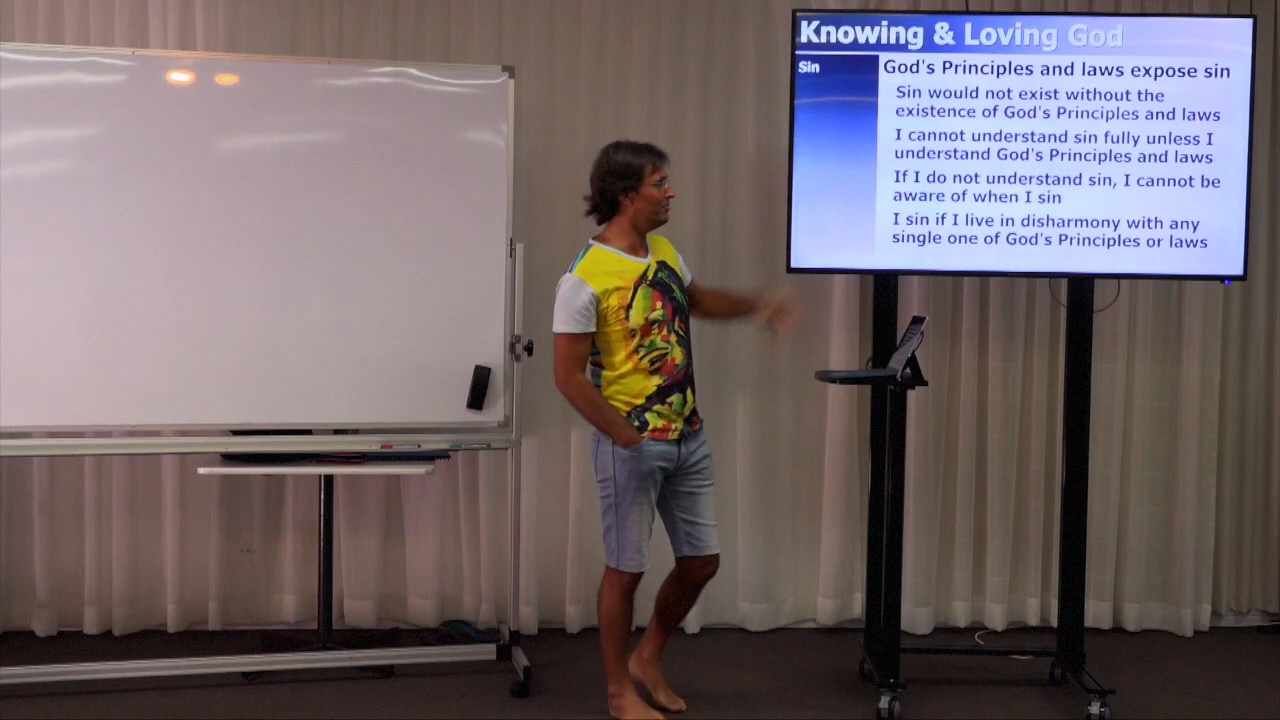 Knowing & Loving God
Sin
God's Principles and laws expose sin
Sin would not exist without the
existence of God's Principles and laws
I cannot understand sin fully unless I
understand God's Principles and laws
If I do not understand sin, I cannot be
aware of when I sin
I sin if I live in disharmony with any
single one of God's Principles or laws